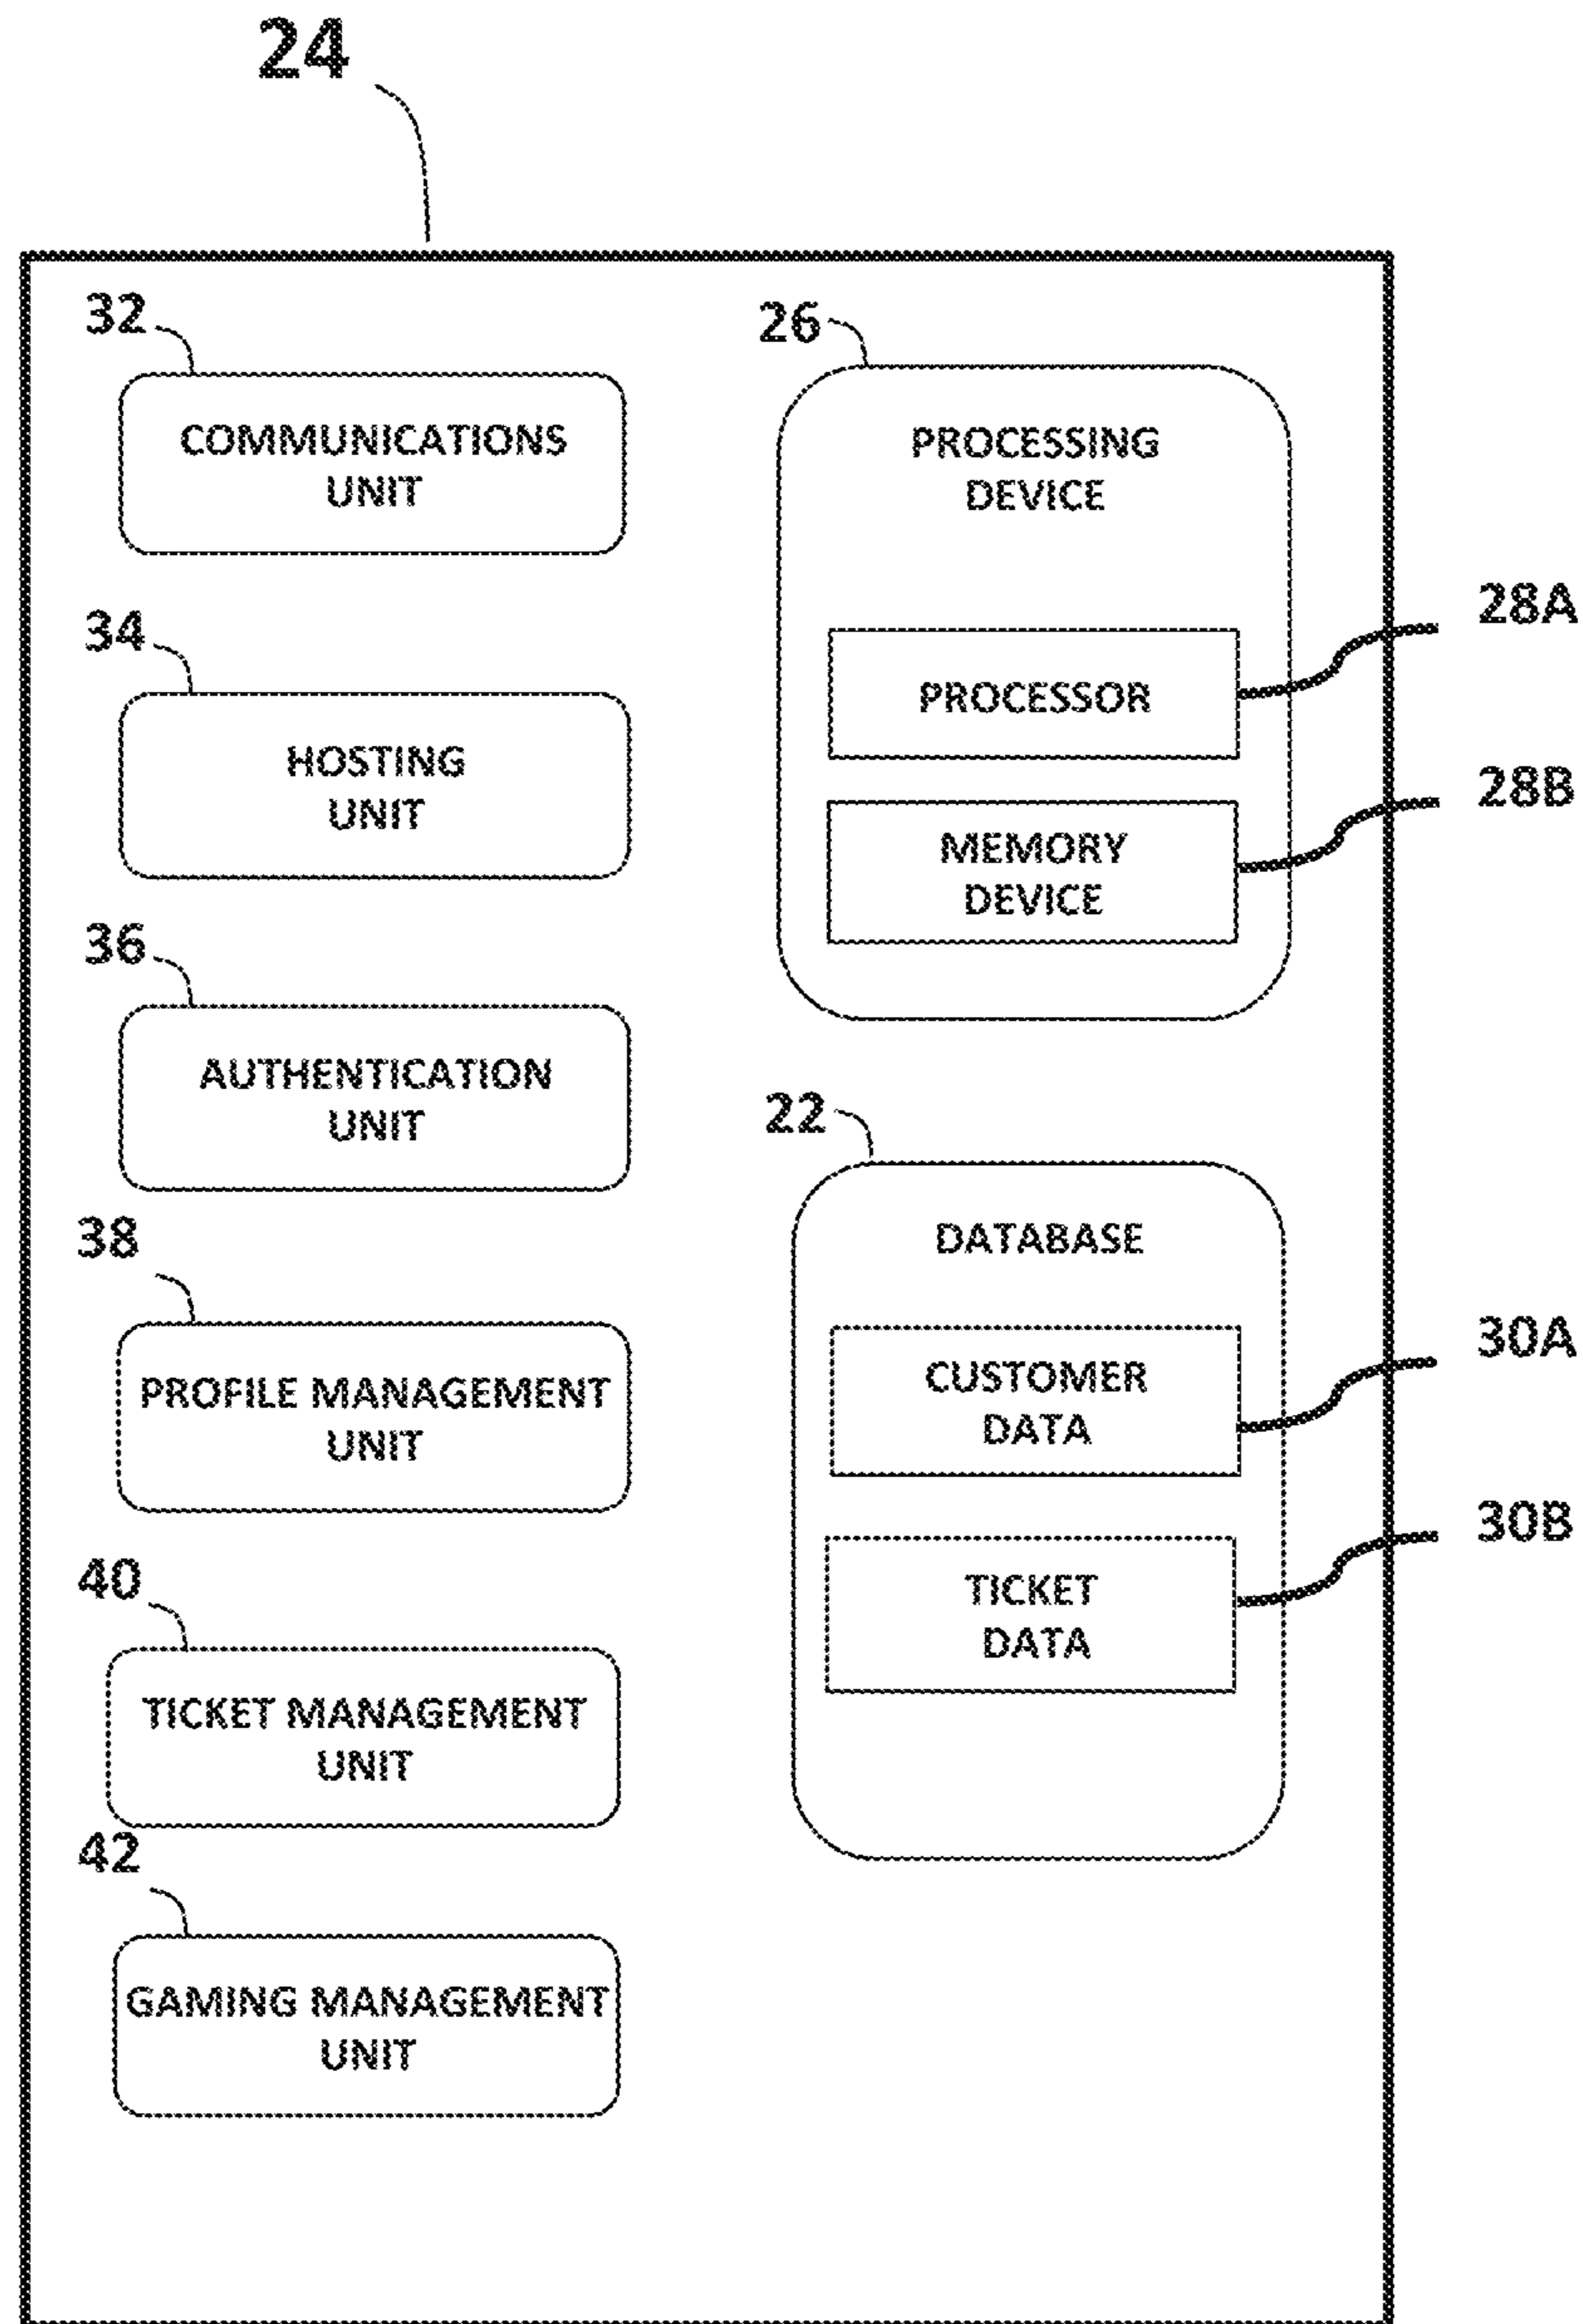 24
32
COMMUNICATIONS
UNIT
34
HOSTING
UNIT
36
AUTHENTICATION
UNIT
38
PROFILE MANAGEMENT
UNIT
40
TICKET MANAGEMENT
UNIT
42
GAMING MANAGEMENT
UNIT
26
PROCESSING
DEVICE
PROCESSOR
28A
MEMORY
DEVICE
28B
22
DATABASE
CUSTOMER
DATA
30A
TICKET
DATA
30B